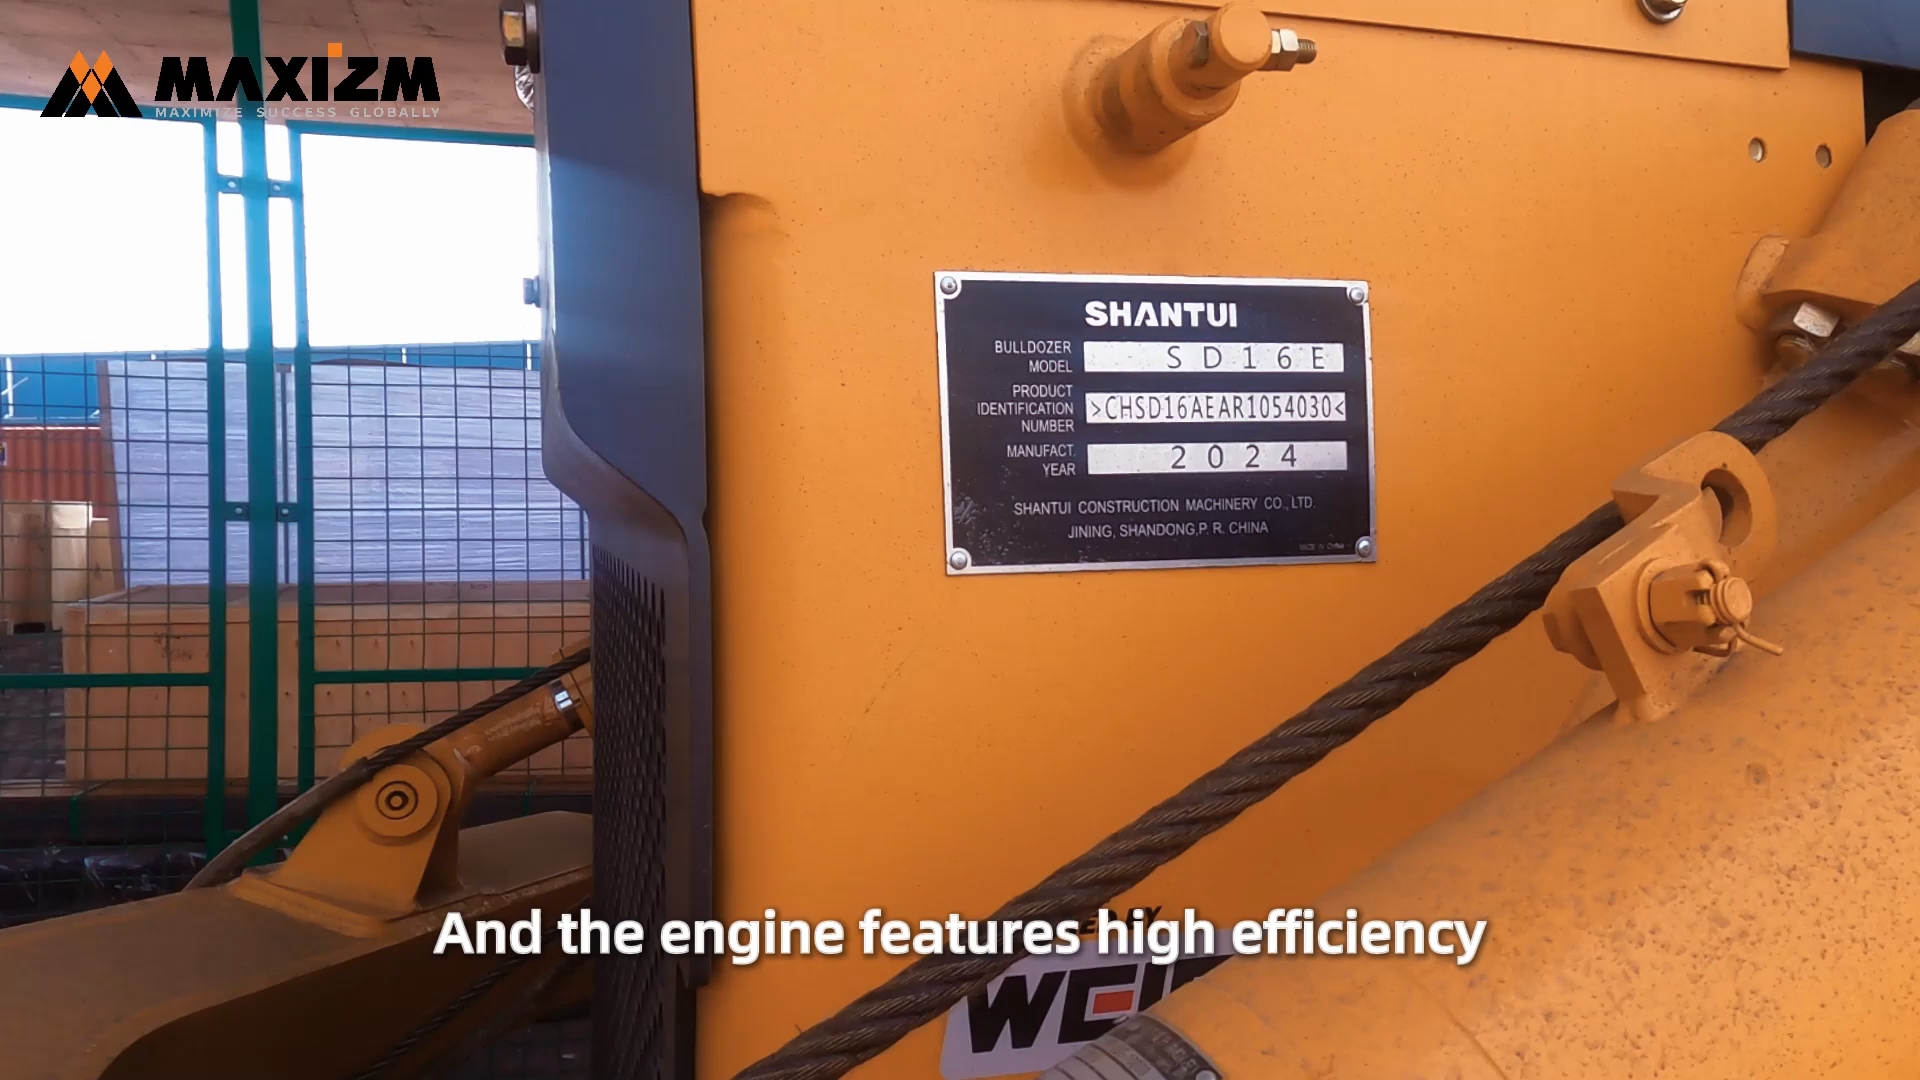 MAXIZM
MAXIMIZE SUCCESS GLOBALLY
SHANTUI
BULLDOZER MODEL
SD16E
PRODUCT IDENTIFICATION NUMBER
>CHSD16AEAR1054030<
MANUFACT. YEAR
2024
SHANTUI CONSTRUCTION MACHINERY CO., LTD.
JINING, SHANDONG, P. R. CHINA
And the engine features high efficiency
BY